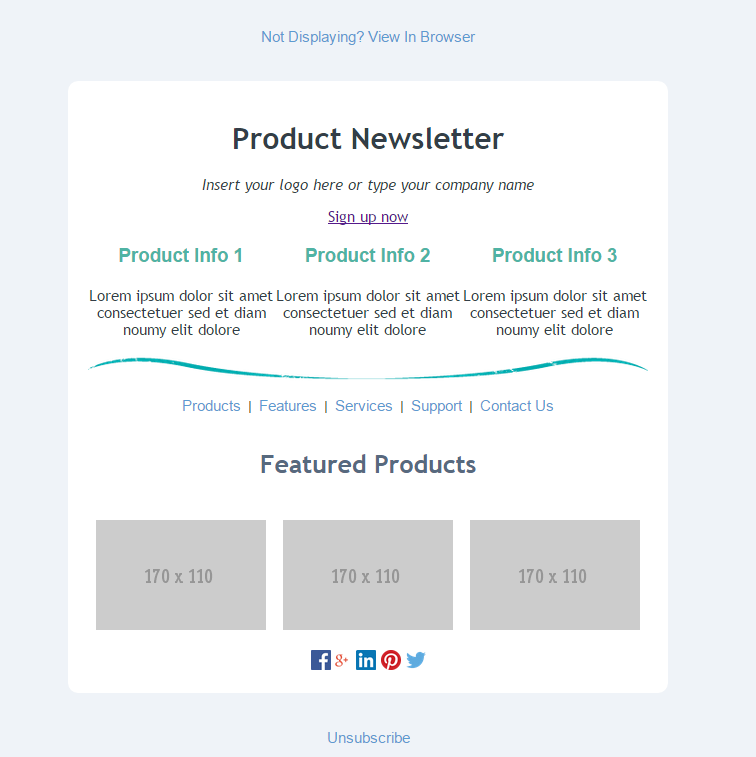 Not Displaying? View In Browser
Product Newsletter
Insert your logo here or type your company name
Sign up now
Product Info 1
Lorem ipsum dolor sit amet
consectetuer sed et diam
noumy elit dolore
Product Info 2
Lorem ipsum dolor sit amet
consectetuer sed et diam
noumy elit dolore
Product Info 3
Lorem ipsum dolor sit amet
consectetuer sed et diam
noumy elit dolore
Products | Features | Services | Support | Contact Us
Featured Products
170 x 110
170 x 110
170 x 110
Unsubscribe